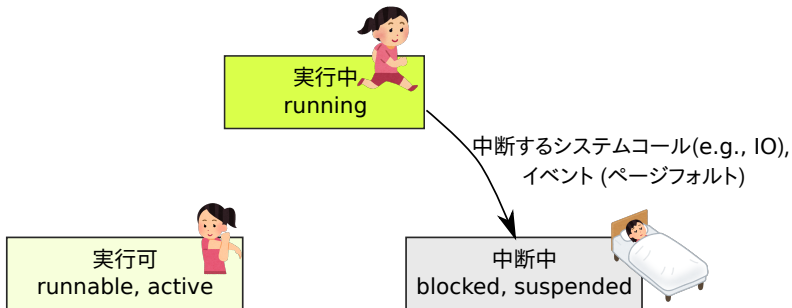 実行中
running
中断するシステムコール(e.g., IO),
イベント (ページフォルト)
実行可
runnable, active
中断中
blocked, suspended